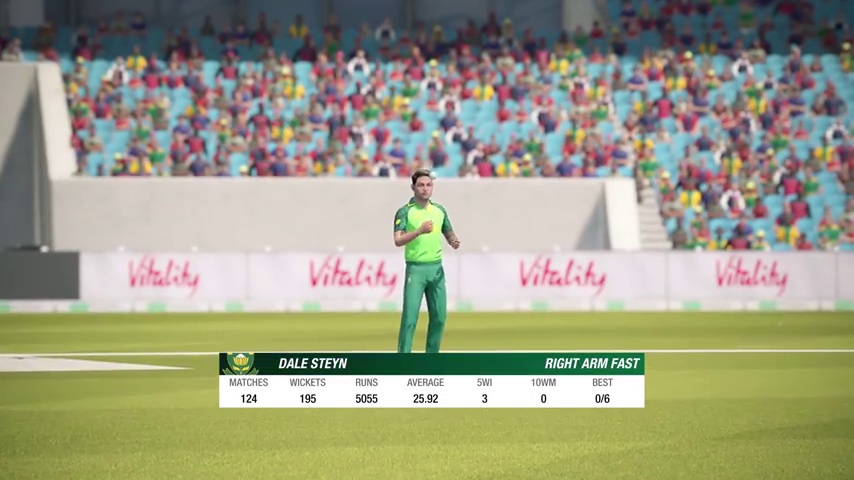 Vitality Vitality Vitality Vitality
DALE STEYN RIGHT ARM FAST
MATCHES WICKETS RUNS AVERAGE 5WI 10WM BEST
124 195 5055 25.92 3 0 0/6